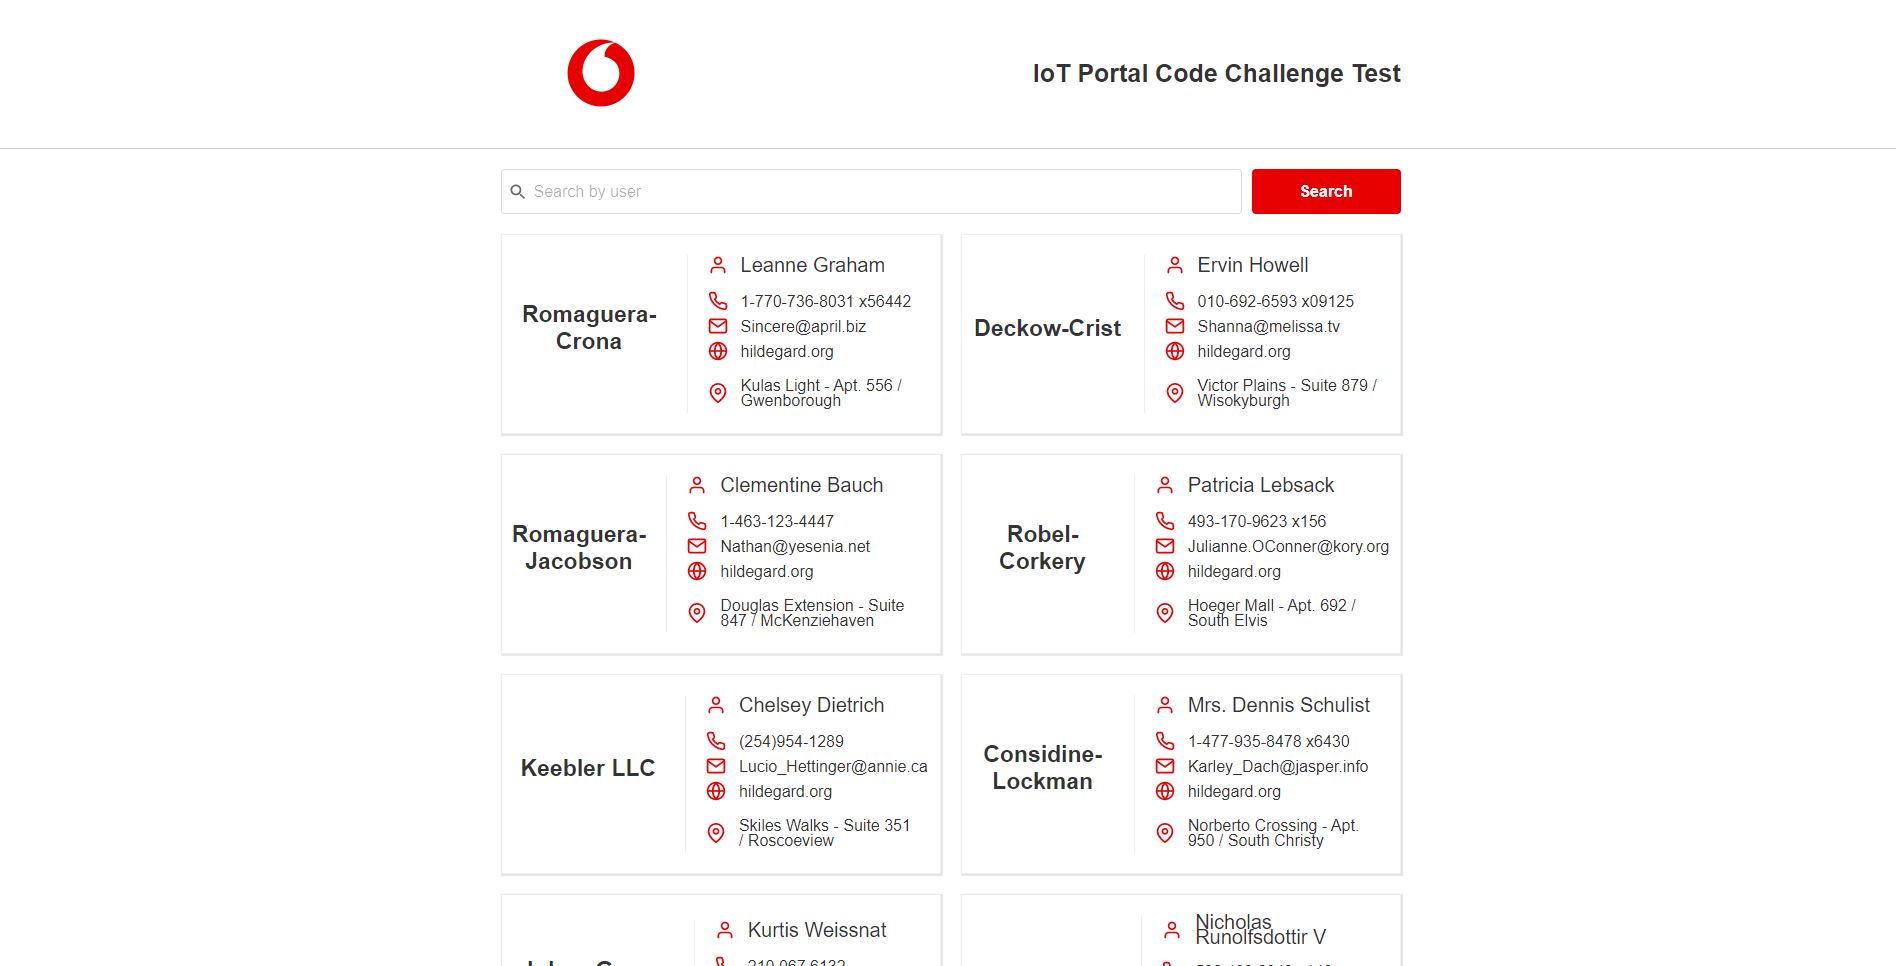 IoT Portal Code Challenge Test
Search by user
Search
Romaguera-
Crona
Leanne Graham
1-770-736-8031 x56442
Sincere@april.biz
hildegard.org
Kulas Light - Apt. 556 /
Gwenborough
Deckow-Crist
Ervin Howell
010-692-6593 x09125
Shanna@melissa.tv
hildegard.org
Victor Plains - Suite 879 /
Wisokyburgh
Romaguera-
Jacobson
Clementine Bauch
1-463-123-4447
Nathan@yesenia.net
hildegard.org
Douglas Extension - Suite
847 / McKenziehaven
Robel-
Corkery
Patricia Lebsack
493-170-9623 x156
Julianne.OConner@kory.org
hildegard.org
Hoeger Mall - Apt. 692 /
South Elvis
Keebler LLC
Chelsey Dietrich
(254)954-1289
Lucio_Hettinger@annie.ca
hildegard.org
Skiles Walks - Suite 351
/ Roscoeview
Considine-
Lockman
Mrs. Dennis Schulist
1-477-935-8478 x6430
Karley_Dach@jasper.info
hildegard.org
Norberto Crossing - Apt.
950 / South Christy
Kurtis Weissnat
210.067.6132
Nicholas
Runolfsdottir V